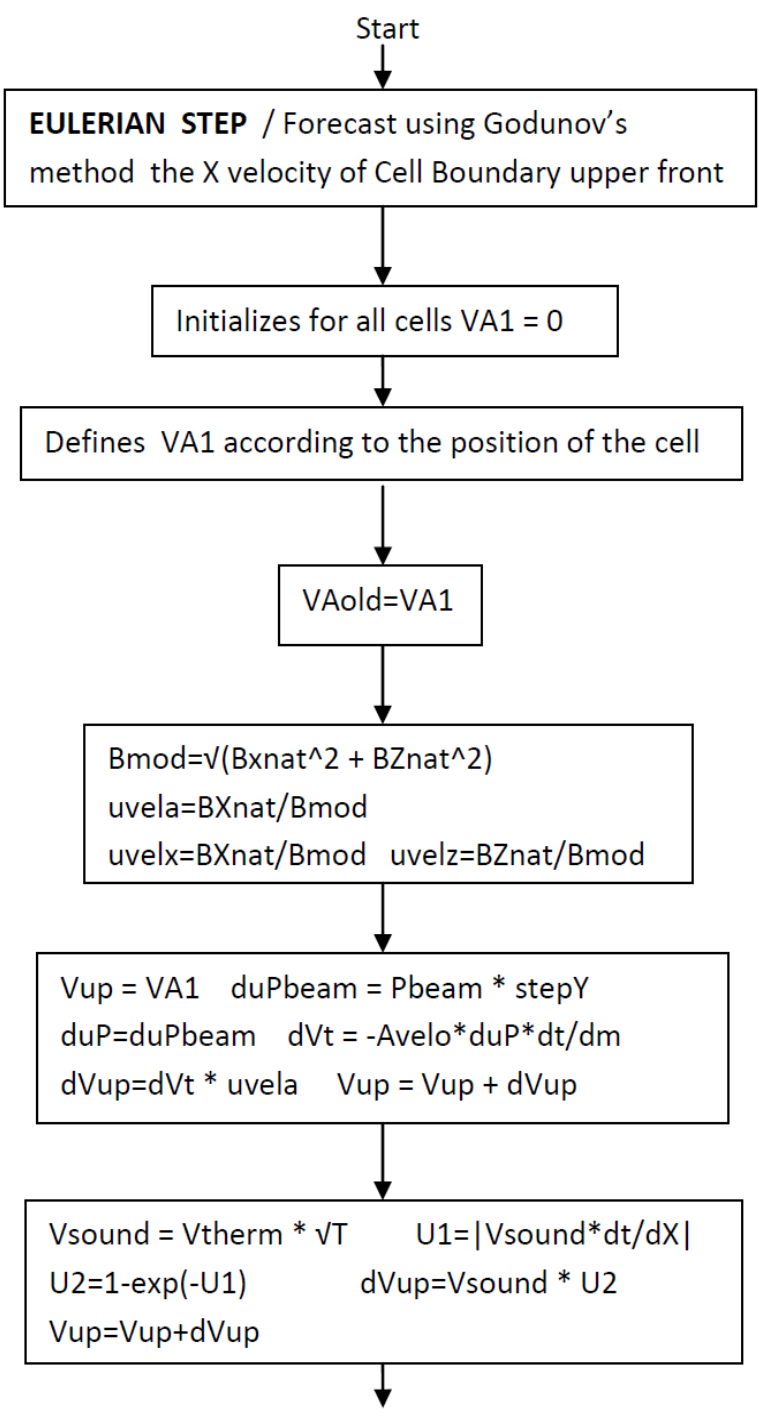 Start
EULERIAN STEP / Forecast using Godunov’s
method the X velocity of Cell Boundary upper front
Initializes for all cells VA1 = 0
Defines VA1 according to the position of the cell
VAold=VA1
Bmod=√(Bxnat^2 + BZnat^2)
uvela=BXnat/Bmod
uvelx=BXnat/Bmod uvelz=BZnat/Bmod
Vup = VA1 duPbeam = Pbeam * stepY
duP=duPbeam dVt = -Avelo*duP*dt/dm
dVup=dVt * uvela Vup = Vup + dVup
Vsound = Vtherm * √T U1=|Vsound*dt/dX|
U2=1-exp(-U1) dVup=Vsound * U2
Vup=Vup+dVup